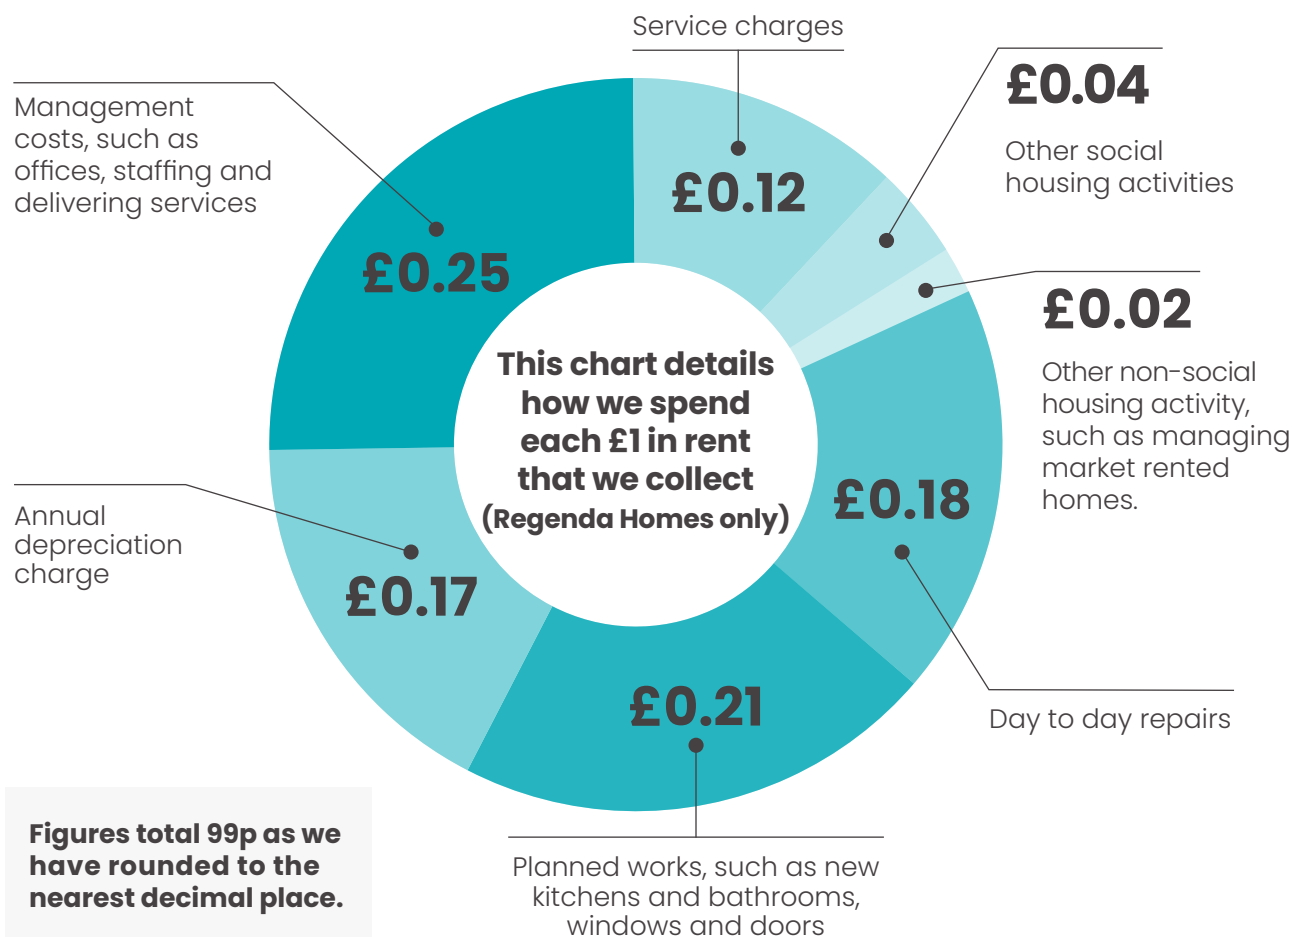 Service charges
£0.12
£0.04
Other social
housing activities
£0.02
Other non-social
housing activity,
such as managing
market rented
homes.
£0.18
Day to day repairs
£0.21
Planned works, such as new
kitchens and bathrooms,
windows and doors
£0.17
Annual
depreciation
charge
£0.25
Management
costs, such as
offices, staffing and
delivering services
This chart details
how we spend
each £1 in rent
that we collect
(Regenda Homes only)
Figures total 99p as we
have rounded to the
nearest decimal place.